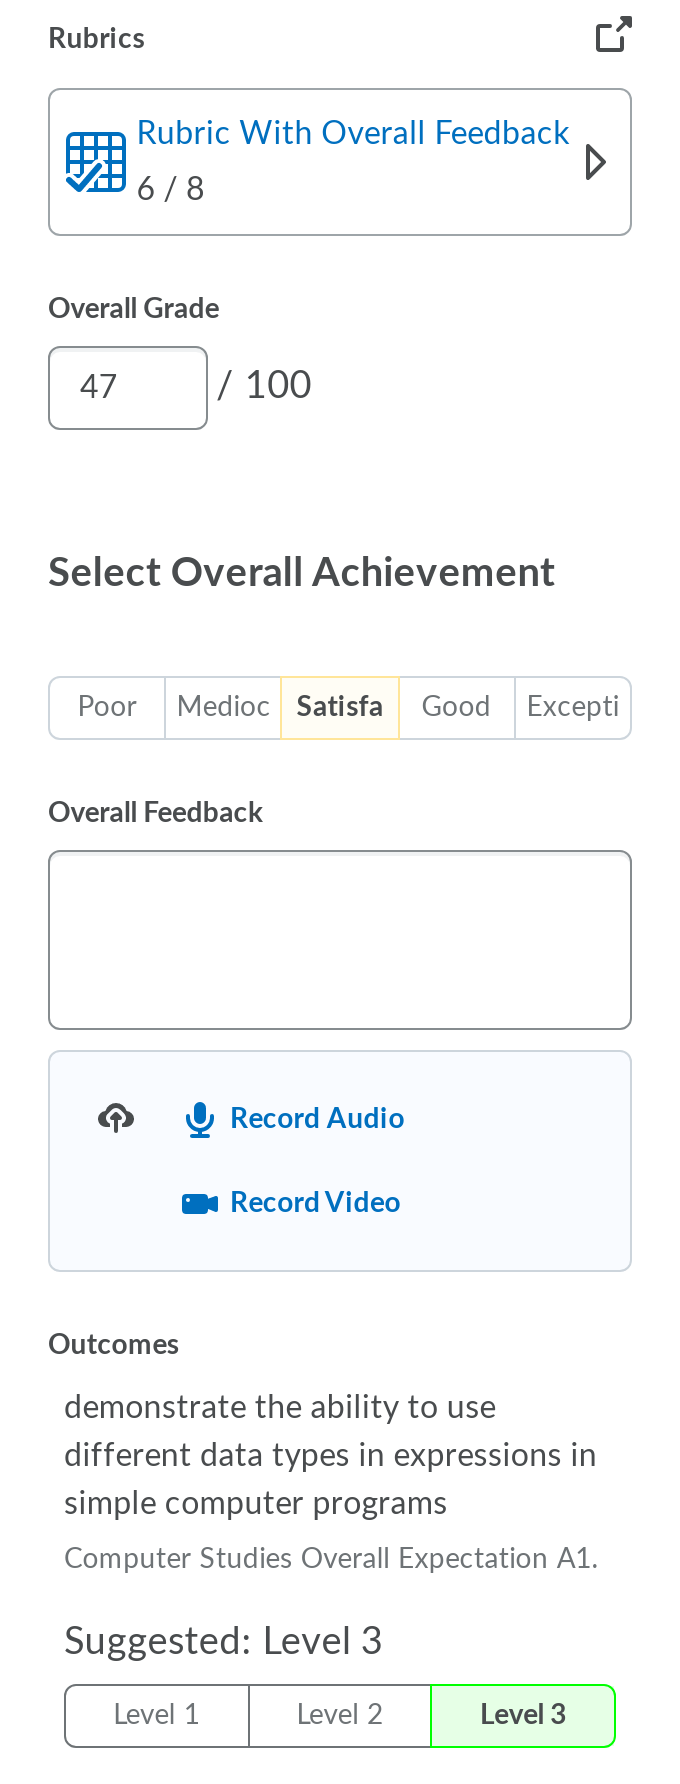 Rubrics
Rubric With Overall Feedback
6 / 8
Overall Grade
47 / 100
Select Overall Achievement
Poor Medioc Satisfa Good Excepti
Overall Feedback
Record Audio
Record Video
Outcomes
demonstrate the ability to use
different data types in expressions in
simple computer programs
Computer Studies Overall Expectation A1.
Suggested: Level 3
Level 1 Level 2 Level 3